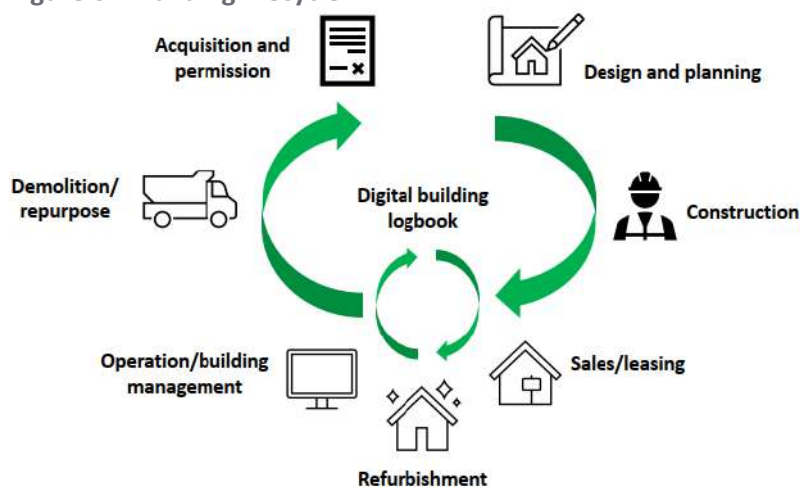 Acquisition and
permission
Design and planning
Demolition/
repurpose
Digital building
logbook
Construction
Operation/building
management
Sales/leasing
Refurbishment